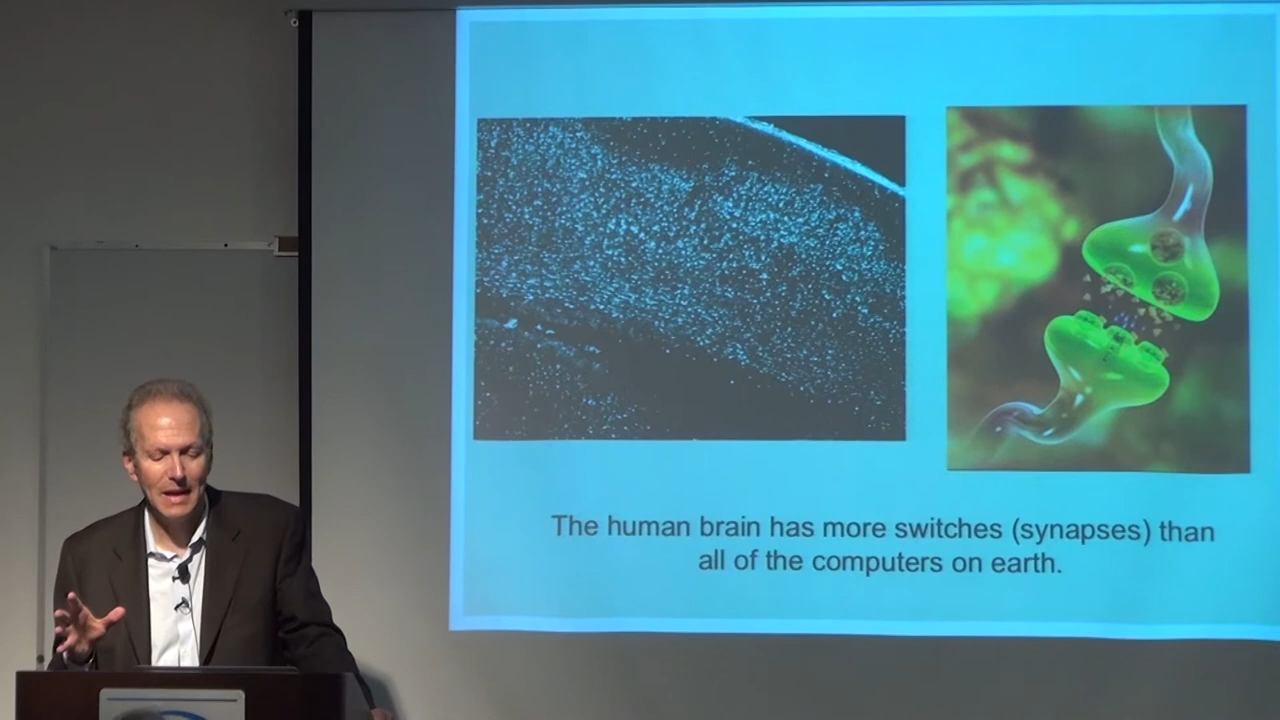 The human brain has more switches (synapses) than
all of the computers on earth.